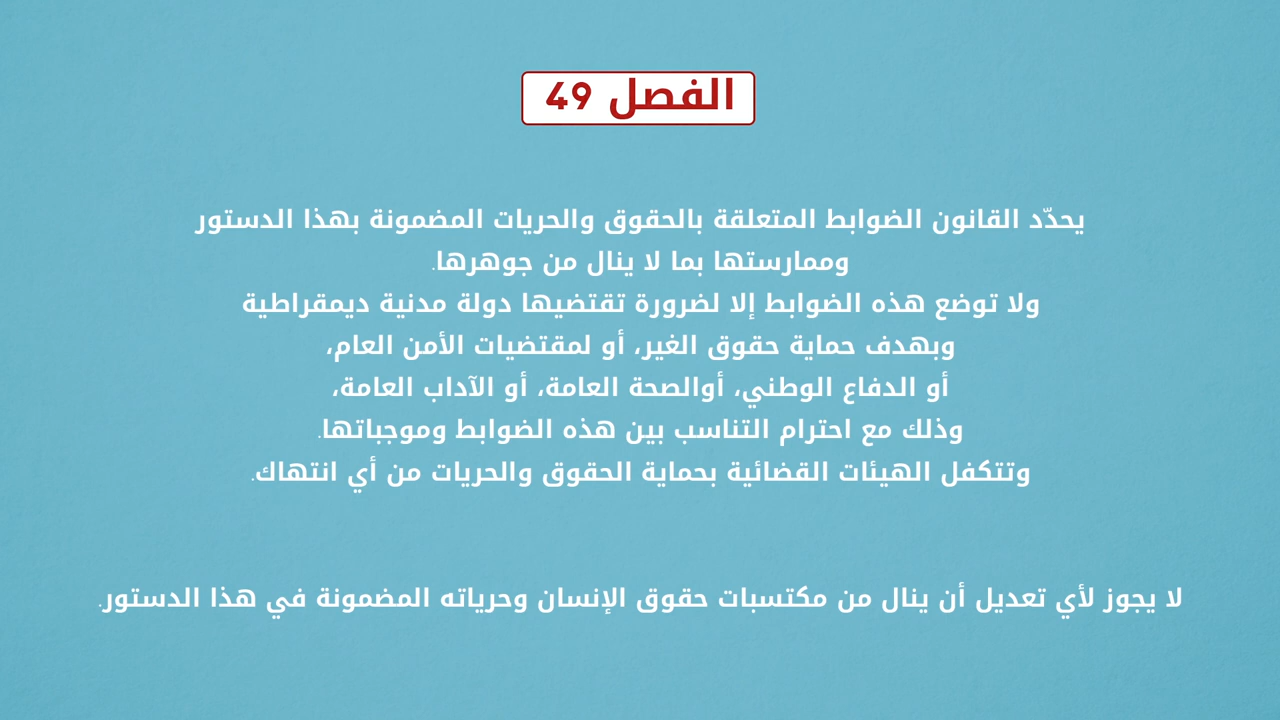 الفصل 49
يحدّد القانون الضوابط المتعلقة بالحقوق والحريات المضمونة بهذا الدستور
وممارستها بما لا ينال من جوهرها.
ولا توضع هذه الضوابط إلا لضرورة تقتضيها دولة مدنية ديمقراطية
وبهدف حماية حقوق الغير، أو لمقتضيات الأمن العام،
أو الدفاع الوطني، أوالصحة العامة، أو الآداب العامة،
وذلك مع احترام التناسب بين هذه الضوابط وموجباتها.
وتتكفل الهيئات القضائية بحماية الحقوق والحريات من أي انتهاك.
لا يجوز لأي تعديل أن ينال من مكتسبات حقوق الإنسان وحرياته المضمونة في هذا الدستور.